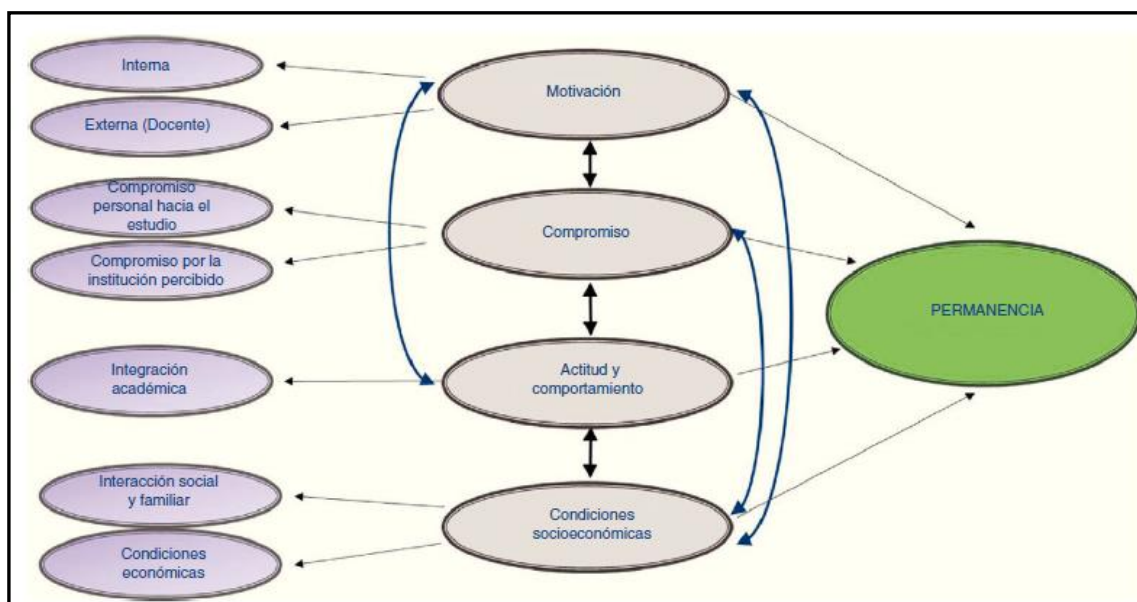 Interna
Motivación
Externa (Docente)
Compromiso
personal hacia el
estudio
Compromiso
Compromiso por la
institución percibido
PERMANENCIA
Integración
académica
Actitud y
comportamiento
Interacción social
y familiar
Condiciones
socioeconómicas
Condiciones
económicas